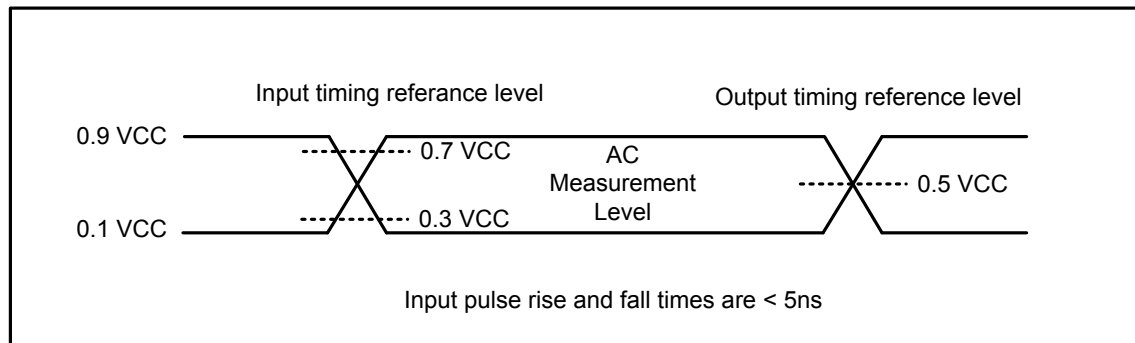 Input timing referance level
Output timing reference level
0.9 VCC
0.7 VCC
AC
Measurement
Level
0.5 VCC
0.3 VCC
0.1 VCC
Input pulse rise and fall times are < 5ns